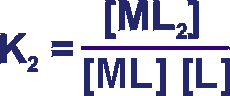 K₂ = [ML₂]
[ML] [L]